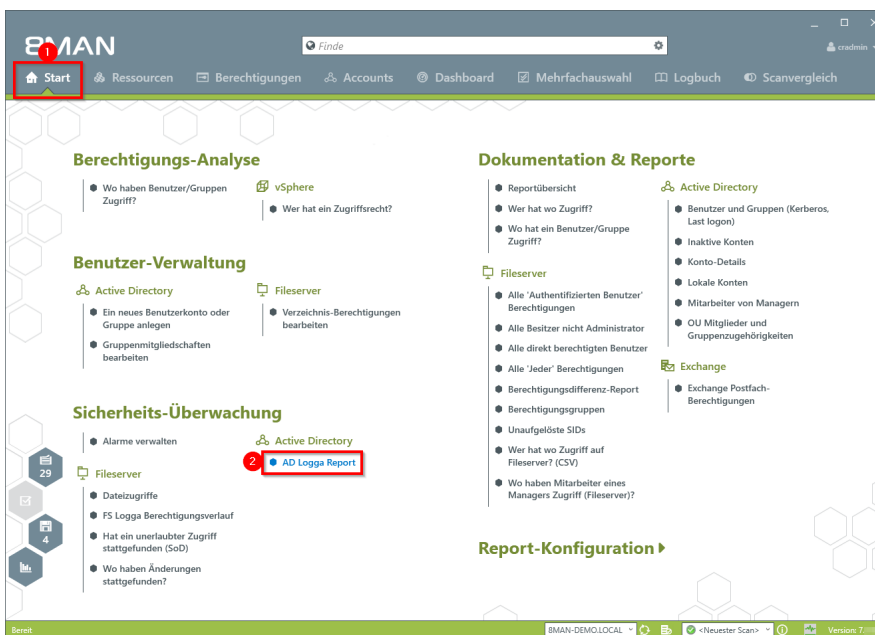 8MAN
Finde
cradmin
1
Start
Ressourcen
Berechtigungen
Accounts
Dashboard
Mehrfachauswahl
Logbuch
Scanvergleich
Berechtigungs-Analyse
Wo haben Benutzer/Gruppen
Zugriff?
vSphere
Wer hat ein Zugriffsrecht?
Benutzer-Verwaltung
Active Directory
Ein neues Benutzerkonto oder
Gruppe anlegen
Gruppenmitgliedschaften
bearbeiten
Fileserver
Verzeichnis-Berechtigungen
bearbeiten
Sicherheits-Überwachung
Alarme verwalten
Active Directory
2
AD Logga Report
Fileserver
Dateizugriffe
FS Logga Berechtigungsverlauf
Hat ein unerlaubter Zugriff
stattgefunden (SoD)
Wo haben Änderungen
stattgefunden?
29
4
Dokumentation & Reporte
Reportübersicht
Wer hat wo Zugriff?
Wo hat ein Benutzer/Gruppe
Zugriff?
Fileserver
Alle 'Authentifizierten Benutzer'
Berechtigungen
Alle Besitzer nicht Administrator
Alle direkt berechtigten Benutzer
Alle 'Jeder' Berechtigungen
Berechtigungsdifferenz-Report
Berechtigungsgruppen
Unaufgelöste SIDs
Wer hat wo Zugriff auf
Fileserver? (CSV)
Wo haben Mitarbeiter eines
Managers Zugriff (Fileserver)?
Active Directory
Benutzer und Gruppen (Kerberos,
Last logon)
Inaktive Konten
Konto-Details
Lokale Konten
Mitarbeiter von Managern
OU Mitglieder und
Gruppenzugehörigkeiten
Exchange
Exchange Postfach-
Berechtigungen
Report-Konfiguration
Bereit
8MAN-DEMO.LOCAL
<Neuester Scan>
Version: 7.